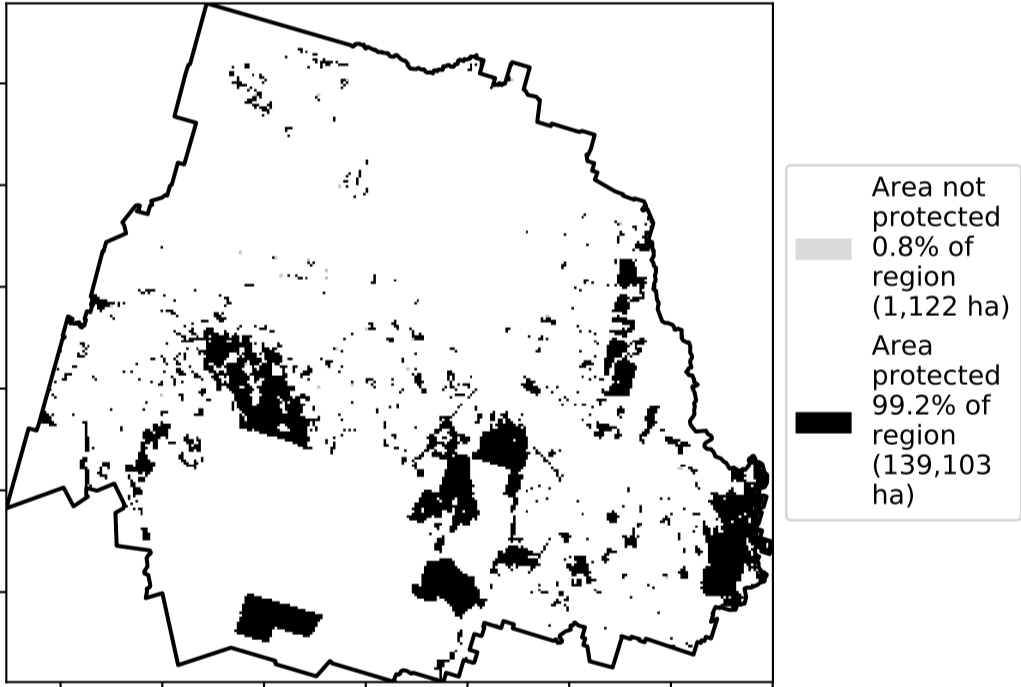 Area not
protected
0.8% of
region
(1,122 ha)
Area
protected
99.2% of
region
(139,103
ha)